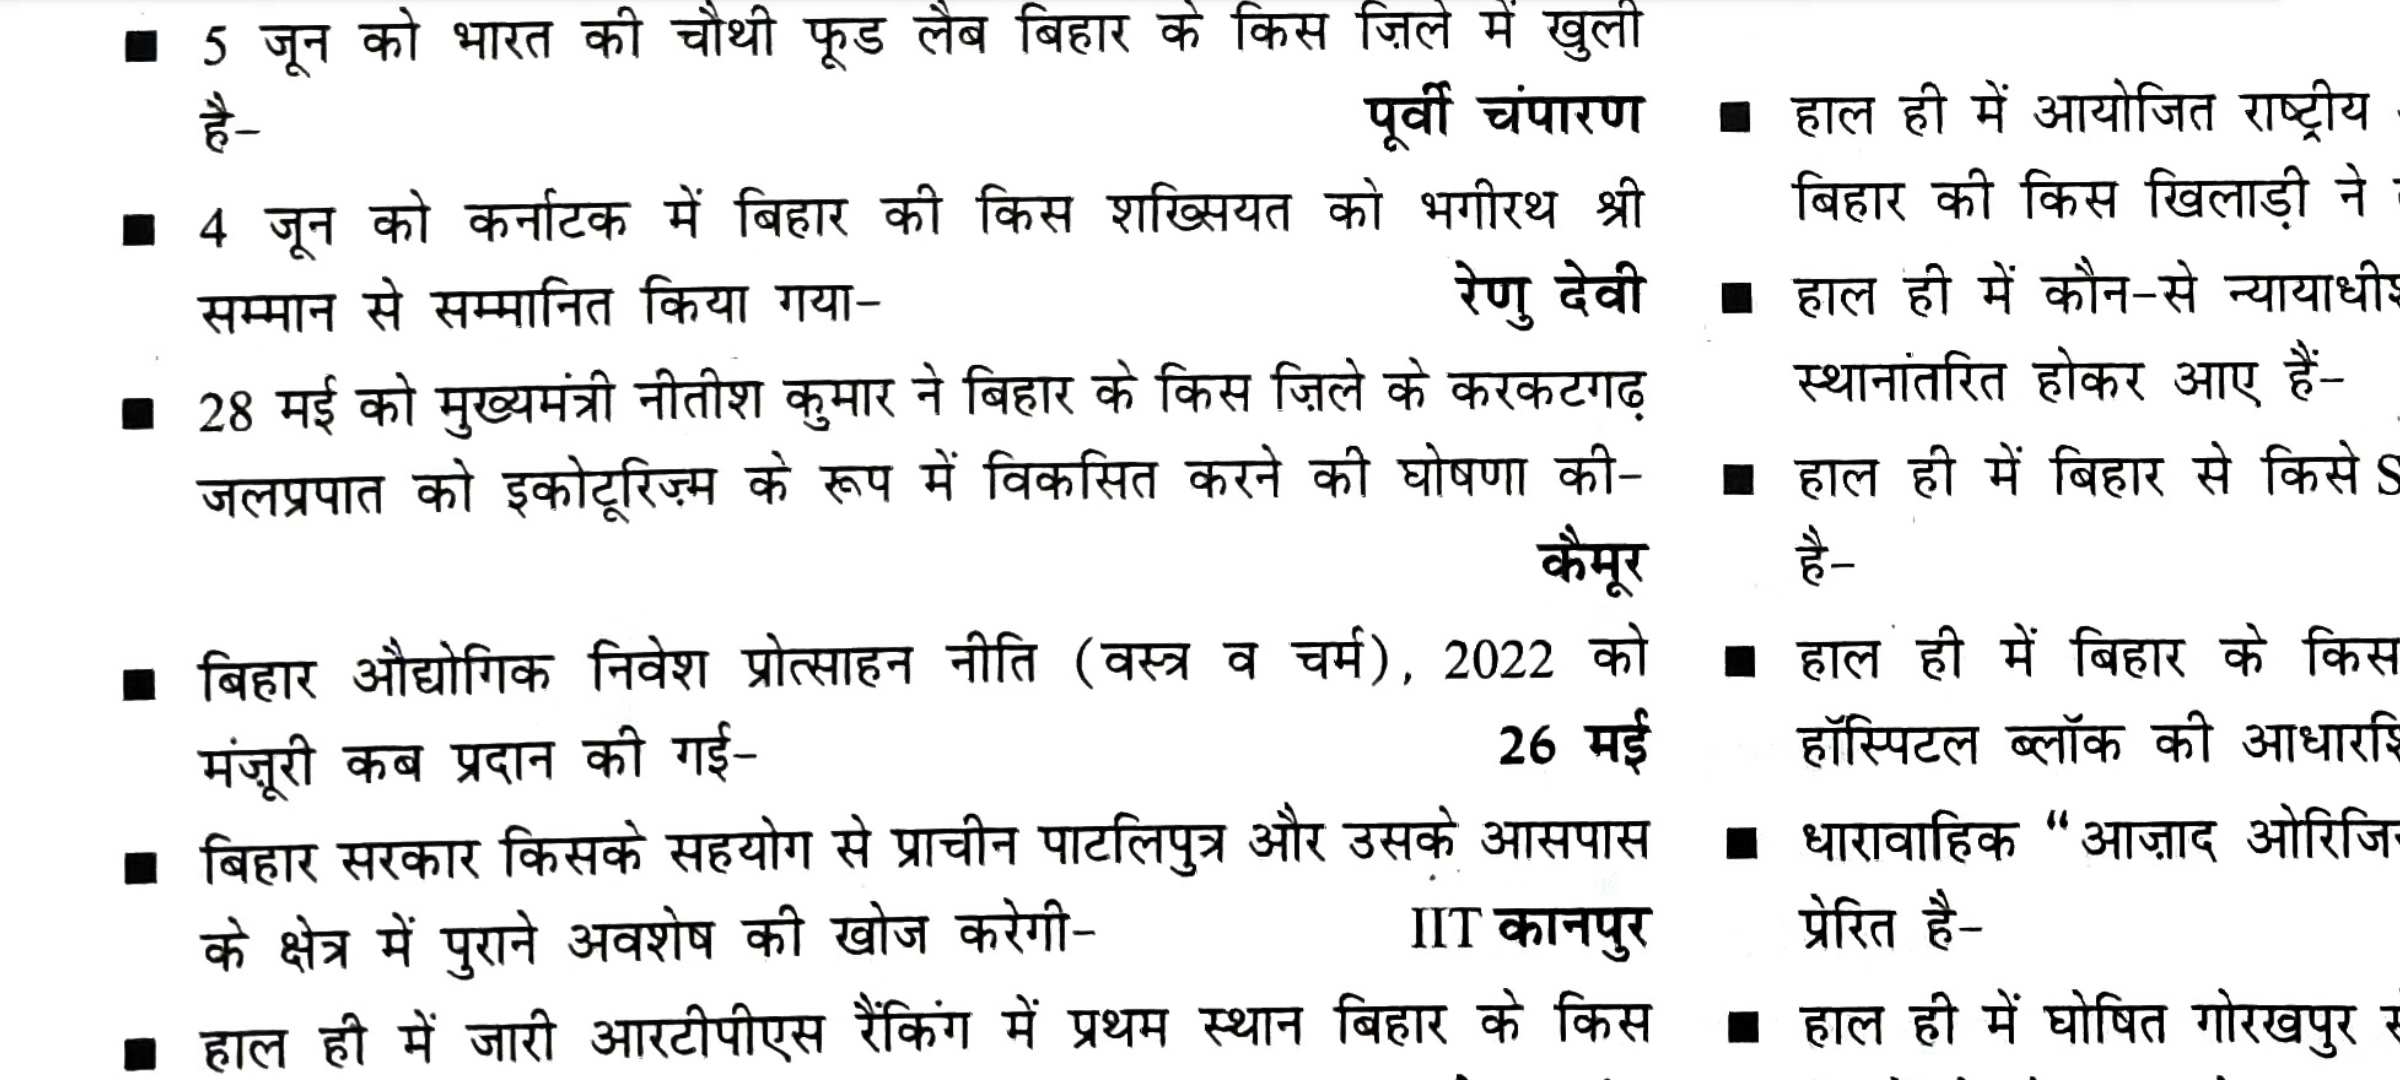 ■ 5 जून को भारत की चौथी फूड लैब बिहार के किस ज़िले में खुली
है– पूर्वी चंपारण
■ 4 जून को कर्नाटक में बिहार की किस शख्सियत को भगीरथ श्री
सम्मान से सम्मानित किया गया– रेणु देवी
■ 28 मई को मुख्यमंत्री नीतीश कुमार ने बिहार के किस ज़िले के करकटगढ़
जलप्रपात को इकोटूरिज़्म के रूप में विकसित करने की घोषणा की–
कैमूर
■ बिहार औद्योगिक निवेश प्रोत्साहन नीति (वस्त्र व चर्म), 2022 को
मंज़ूरी कब प्रदान की गई– 26 मई
■ बिहार सरकार किसके सहयोग से प्राचीन पाटलिपुत्र और उसके आसपास
के क्षेत्र में पुराने अवशेष की खोज करेगी– IIT कानपुर
■ हाल ही में जारी आरटीपीएस रैंकिंग में प्रथम स्थान बिहार के किस
■ हाल ही में आयोजित राष्ट्रीय
बिहार की किस खिलाड़ी ने
■ हाल ही में कौन-से
स्थानांतरित होकर आए हैं–
■ हाल ही में बिहार से किसे
है–
■ हाल ही में बिहार के किस
हॉस्पिटल ब्लॉक की
■ धारावाहिक “आज़ाद
प्रेरित है–
■ हाल ही में घोषित गोरखपुर